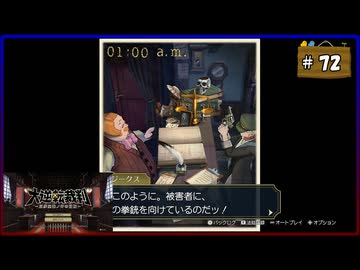 01:00 a.m.
# 72
大逆転裁判
ジークス
このように。被害者に、
の拳銃を向けているのだッ！
バックログ
オートプレイ
オプション